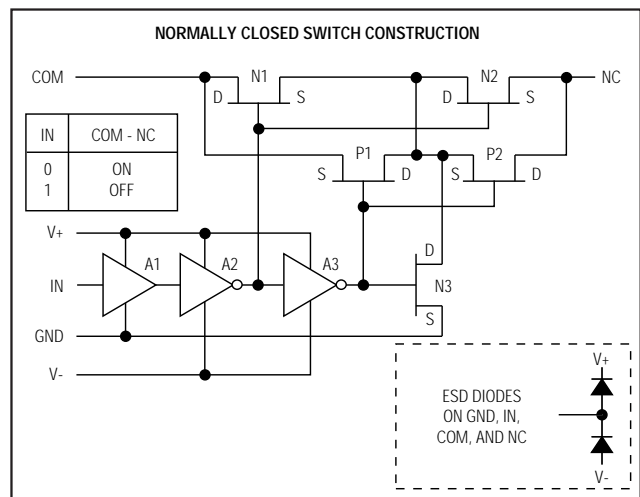 NORMALLY CLOSED SWITCH CONSTRUCTION
COM
N1
N2
NC
D
S
D
S
IN COM - NC
0 ON
1 OFF
P1
P2
S
D
S
D
V+
A1
A2
A3
D
IN
N3
S
GND
V-
ESD DIODES
ON GND, IN,
COM, AND NC
V+
V-